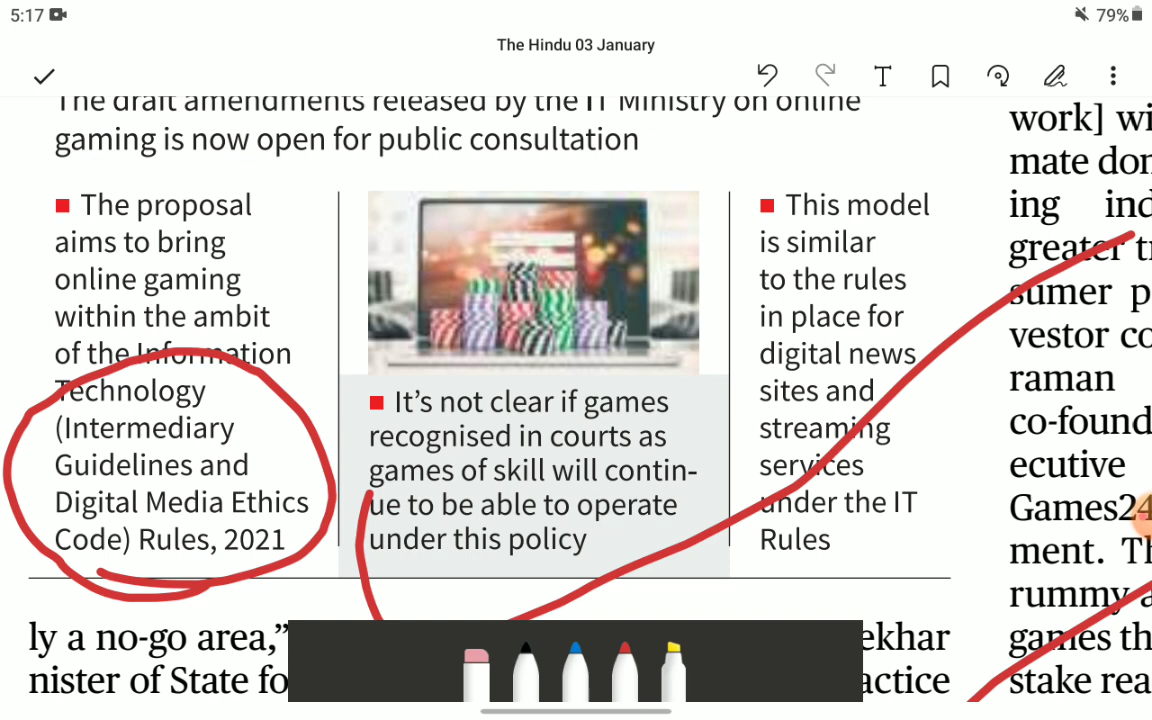 5:17
79%
The Hindu 03 January
The draft amendments released by the IT Ministry on online
gaming is now open for public consultation
The proposal
aims to bring
online gaming
within the ambit
of the Information
Technology
(Intermediary
Guidelines and
Digital Media Ethics
Code) Rules, 2021
It's not clear if games
recognised in courts as
games of skill will contin-
ue to be able to operate
under this policy
This model
is similar
to the rules
in place for
digital news
sites and
streaming
services
under the IT
Rules
ly a no-go area,”
nister of State fo
ekhar
actice
work] wi
mate don
ing ind
greater tr
sumer p
vestor co
raman
co-found
ecutive
Games24
ment. Th
rummy a
games th
stake rea